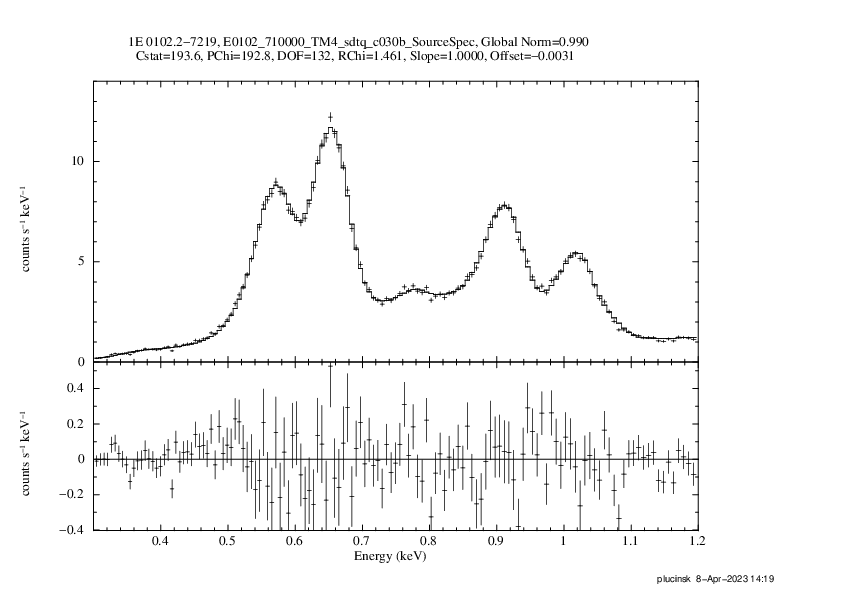 1E 0102.2−7219, E0102_710000_TM4_sdtq_c030b_SourceSpec, Global Norm=0.990
Cstat=193.6, PChi=192.8, DOF=132, RChi=1.461, Slope=1.0000, Offset=−0.0031
10
counts s⁻¹ keV⁻¹
5
0
0.4
0.2
counts s⁻¹ keV⁻¹
0
−0.2
−0.4
0.4 0.5 0.6 0.7 0.8 0.9 1 1.1 1.2
Energy (keV)
plucinsk 8−Apr−2023 14:19